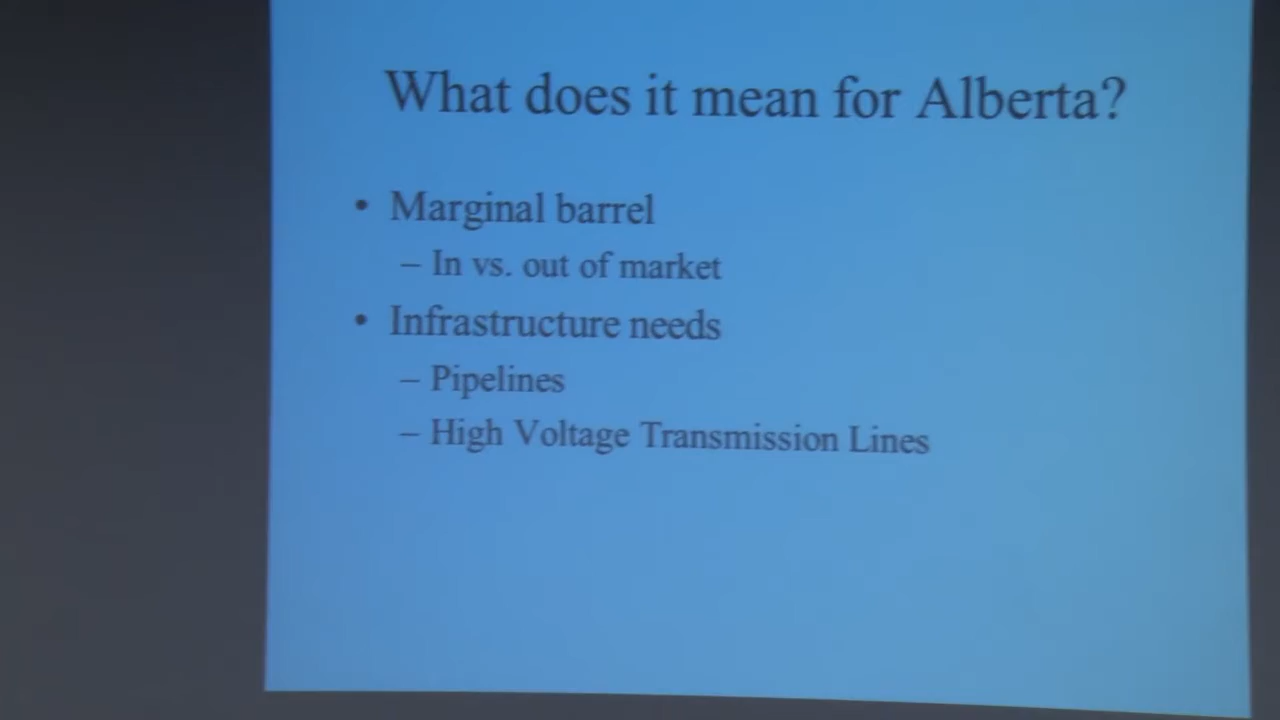 What does it mean for Alberta?
• Marginal barrel
– In vs. out of market
• Infrastructure needs
– Pipelines
– High Voltage Transmission Lines